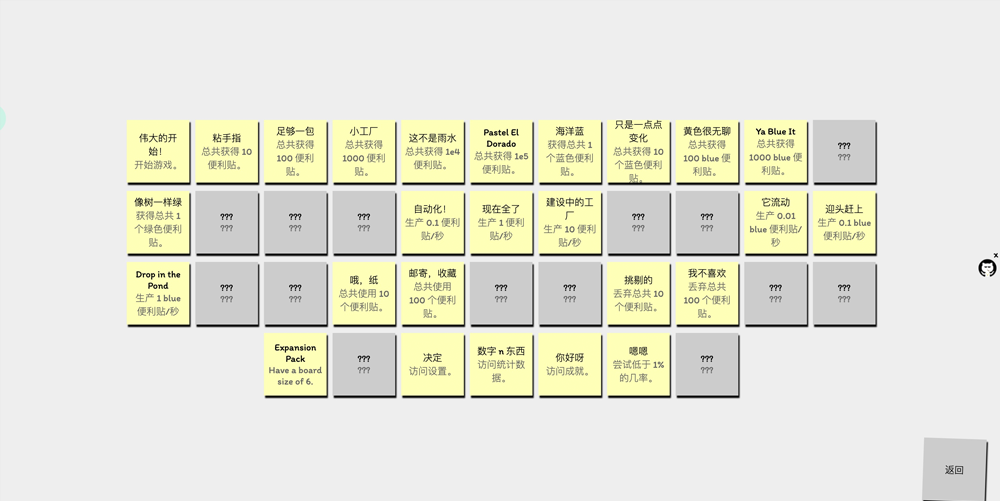 伟大的开
始！
开始游戏。
粘手指
总共获得 10
便利贴。
足够一包
总共获得
100 便利
贴。
小工厂
总共获得
1000 便利
贴。
这不是雨水
总共获得 1e4
便利贴。
Pastel El
Dorado
总共获得 1e5
便利贴。
海洋蓝
获得总共 1
个蓝色便利
贴。
只是一点点
变化
总共获得 10
个蓝色便利
贴。
黄色很无聊
总共获得
100 blue 便
利贴。
Ya Blue It
总共获得
1000 blue 便
利贴。
???
???
像树一样绿
获得总共 1
个绿色便利
贴。
???
???
???
???
???
???
自动化！
生产 0.1 便利
贴/秒
现在全了
生产 1 便利
贴/秒
建设中的工
厂
生产 10 便利
贴/秒
???
???
???
???
它流动
生产 0.01
blue 便利贴/
秒
迎头赶上
生产 0.1 blue
便利贴/秒
Drop in the
Pond
生产 1 blue
便利贴/秒
???
???
???
???
哦，纸
总共使用 10
个便利贴。
邮寄，收藏
总共使用
100 个便利
贴。
???
???
???
???
挑剔的
丢弃总共 10
个便利贴。
我不喜欢
丢弃总共
100 个便利
贴。
???
???
???
???
Expansion
Pack
Have a board
size of 6.
???
???
决定
访问设置。
数字 n 东西
访问统计数
据。
你好呀
访问成就。
嗯嗯
尝试低于 1%
的几率。
???
???
x
返回